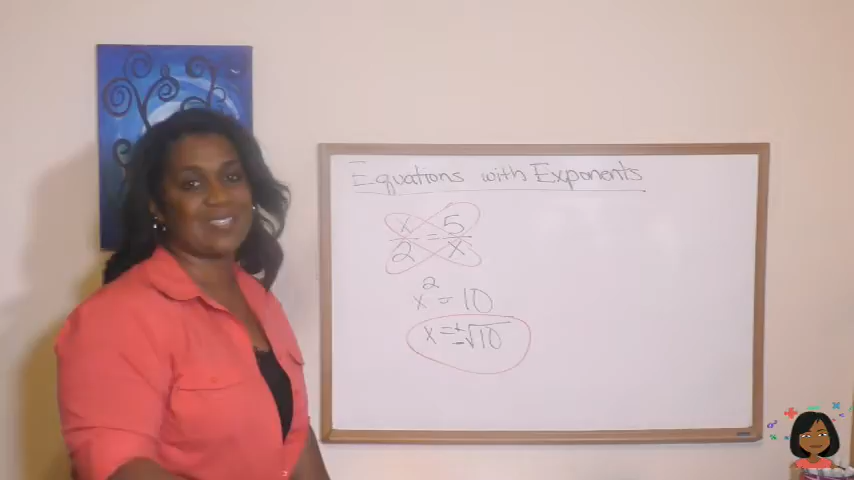 Equations with Exponents
x/2 = 5/x
x² = 10
x = ±√10